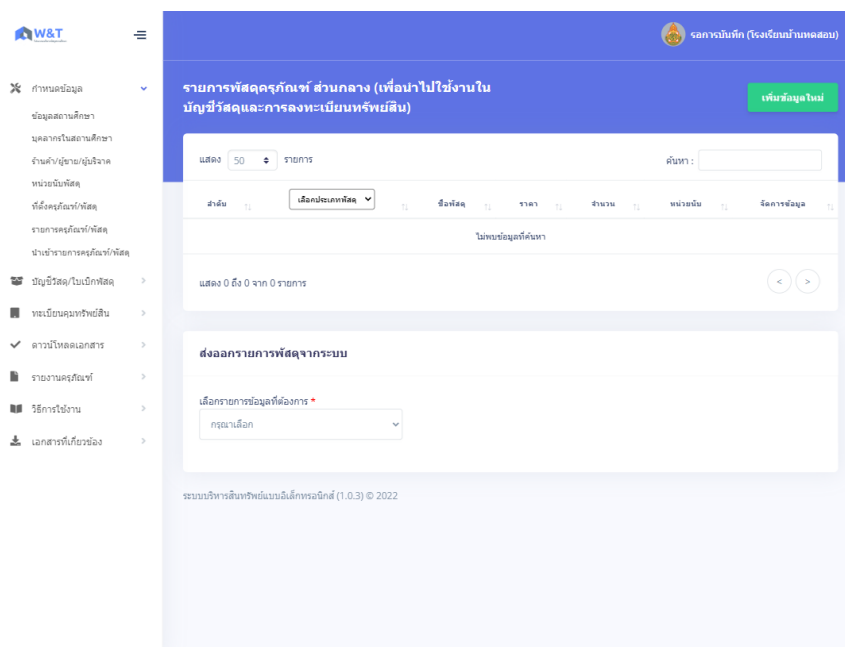 W&T
รอการบันทึก (โรงเรียนบ้านทดสอบ)
กำหนดข้อมูล
ข้อมูลสถานศึกษา
บุคลากรในสถานศึกษา
ร้านค้า/ผู้ขาย/ผู้บริจาค
หน่วยนับพัสดุ
ที่ตั้งครุภัณฑ์/พัสดุ
รายการครุภัณฑ์/พัสดุ
นำเข้ารายการครุภัณฑ์/พัสดุ
บัญชีวัสดุ/ใบเบิกพัสดุ
ทะเบียนคุมทรัพย์สิน
ดาวน์โหลดเอกสาร
รายงานครุภัณฑ์
วิธีการใช้งาน
เอกสารที่เกี่ยวข้อง
รายการพัสดุครุภัณฑ์ ส่วนกลาง (เพื่อนำไปใช้งานใน
บัญชีวัสดุและการลงทะเบียนทรัพย์สิน)
เพิ่มข้อมูลใหม่
แสดง 50 รายการ
ค้นหา :
ลำดับ เลือกประเภทพัสดุ ชื่อพัสดุ ราคา จำนวน หน่วยนับ จัดการข้อมูล
ไม่พบข้อมูลที่ค้นหา
แสดง 0 ถึง 0 จาก 0 รายการ
< >
ส่งออกรายการพัสดุจากระบบ
เลือกรายการข้อมูลที่ต้องการ *
กรุณาเลือก
ระบบบริหารสินทรัพย์แบบอิเล็กทรอนิกส์ (1.0.3) © 2022